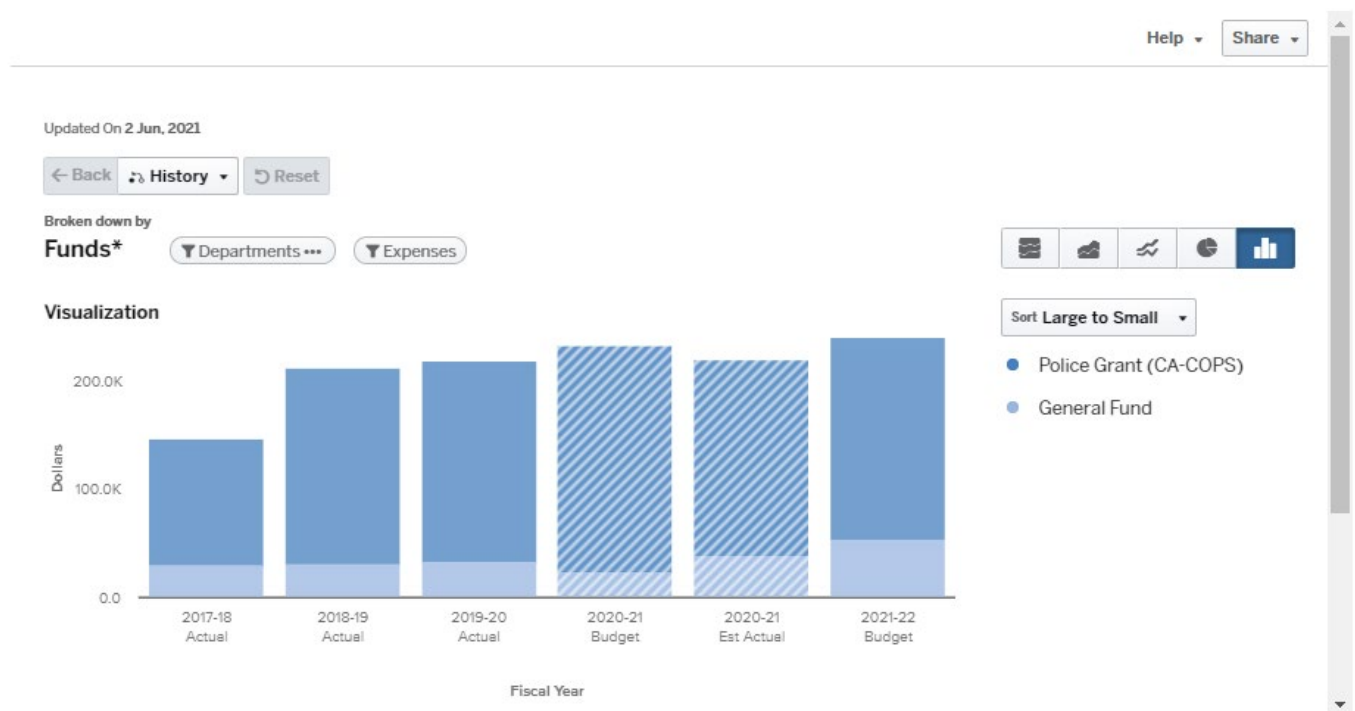 Help
Share
Updated On 2 Jun, 2021
Back
History
Reset
Broken down by
Funds*
Departments •••
Expenses
Visualization
Sort Large to Small
Police Grant (CA-COPS)
General Fund
Dollars
200.0K
100.0K
0.0
2017-18 Actual
2018-19 Actual
2019-20 Actual
2020-21 Budget
2020-21 Est Actual
2021-22 Budget
Fiscal Year